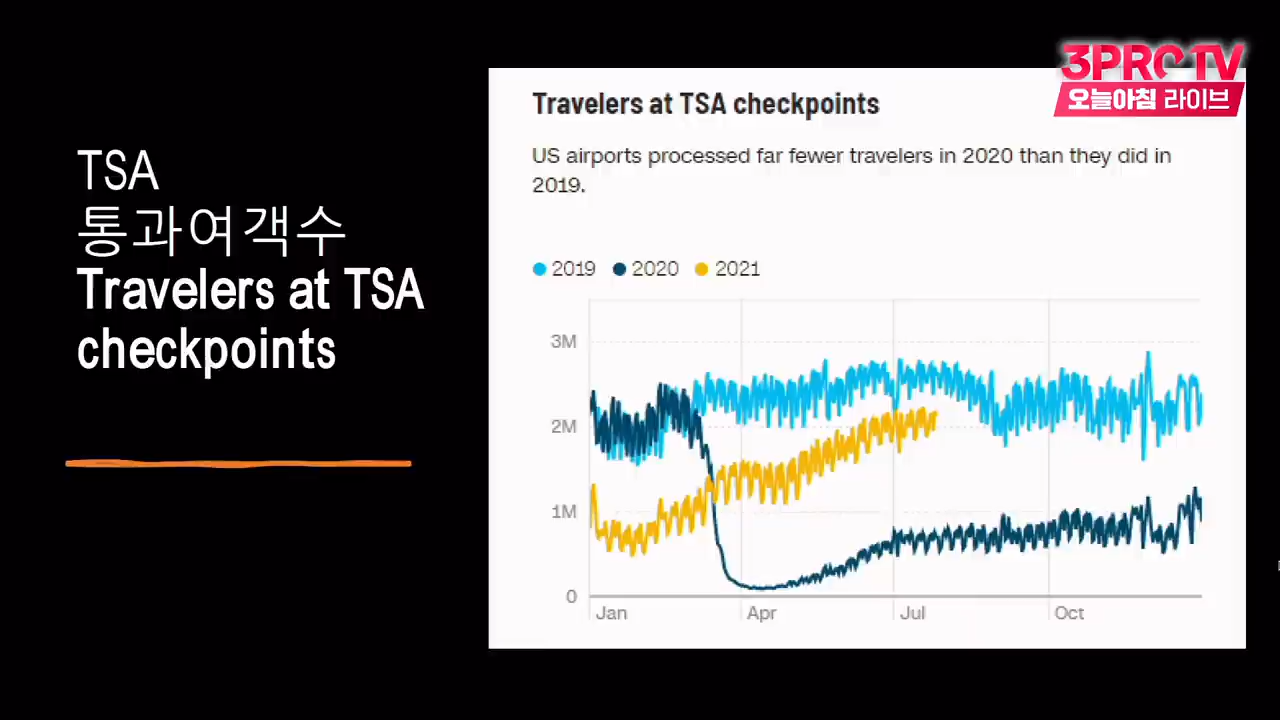 3PRO TV
오늘아침 라이브
TSA
통과여객수
Travelers at TSA
checkpoints
Travelers at TSA checkpoints
US airports processed far fewer travelers in 2020 than they did in
2019.
2019 2020 2021
3M
2M
1M
0
Jan Apr Jul Oct